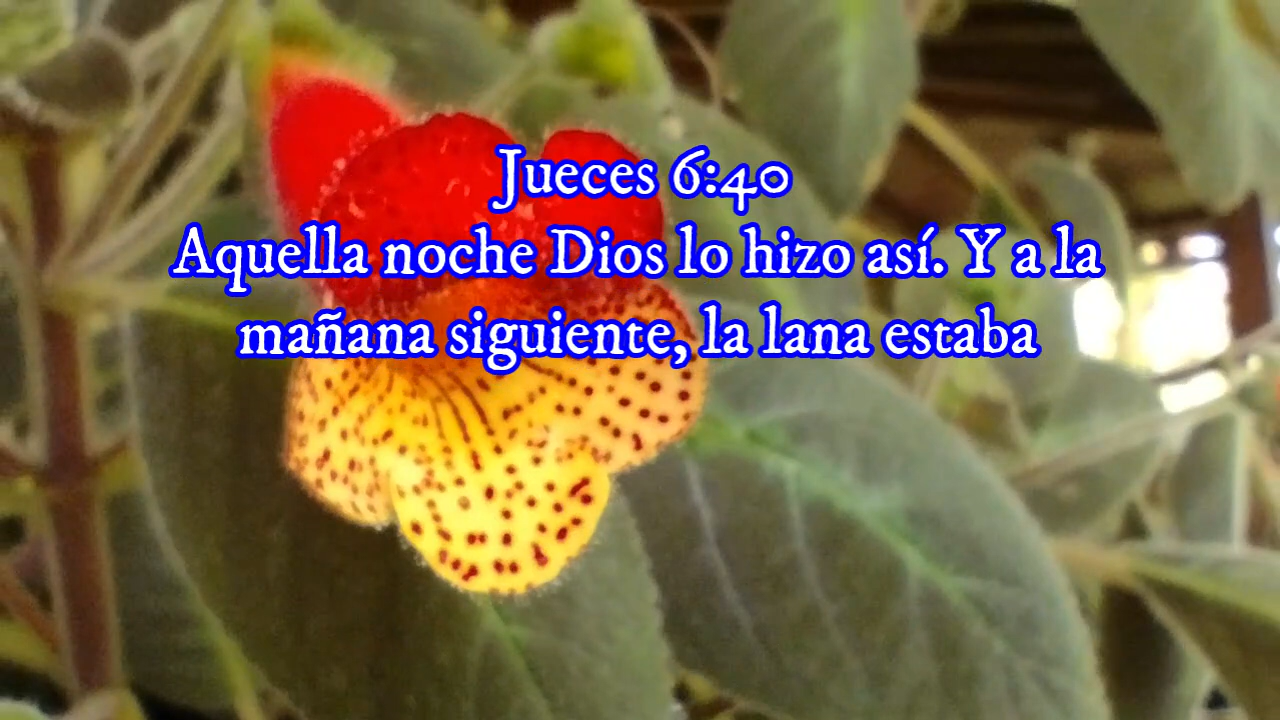 Jueces 6:40
Aquella noche Dios lo hizo así. Y a la
mañana siguiente, la lana estaba